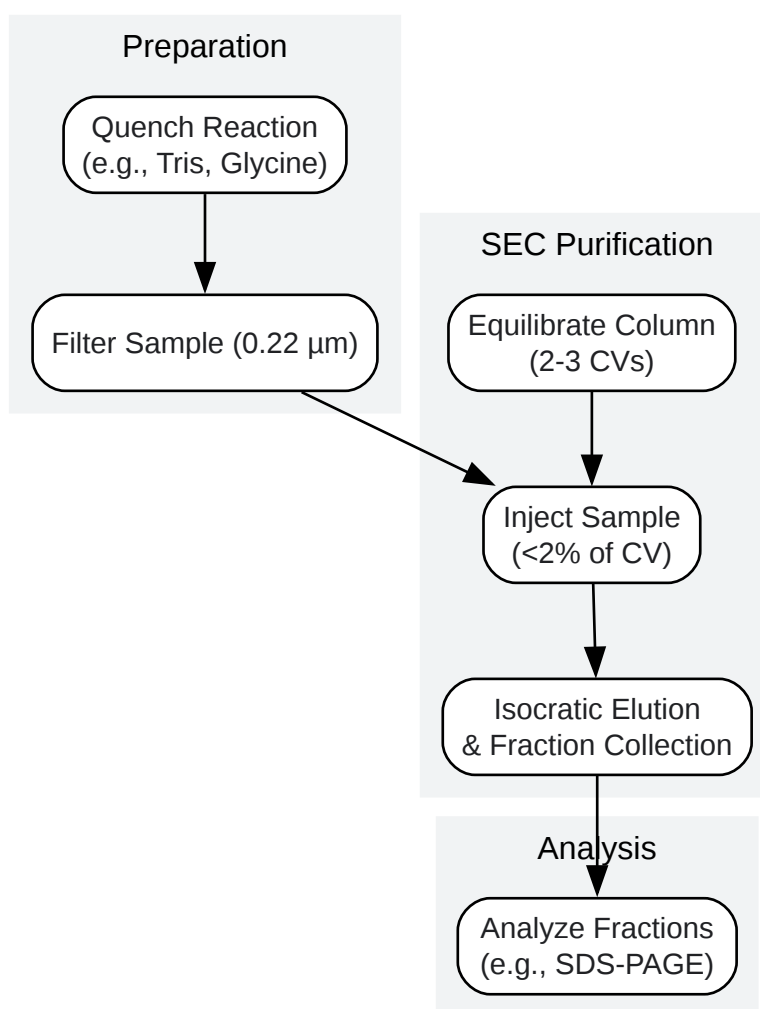 Preparation
Quench Reaction
(e.g., Tris, Glycine)
Filter Sample (0.22 µm)
SEC Purification
Equilibrate Column
(2-3 CVs)
Inject Sample
(<2% of CV)
Isocratic Elution
& Fraction Collection
Analysis
Analyze Fractions
(e.g., SDS-PAGE)